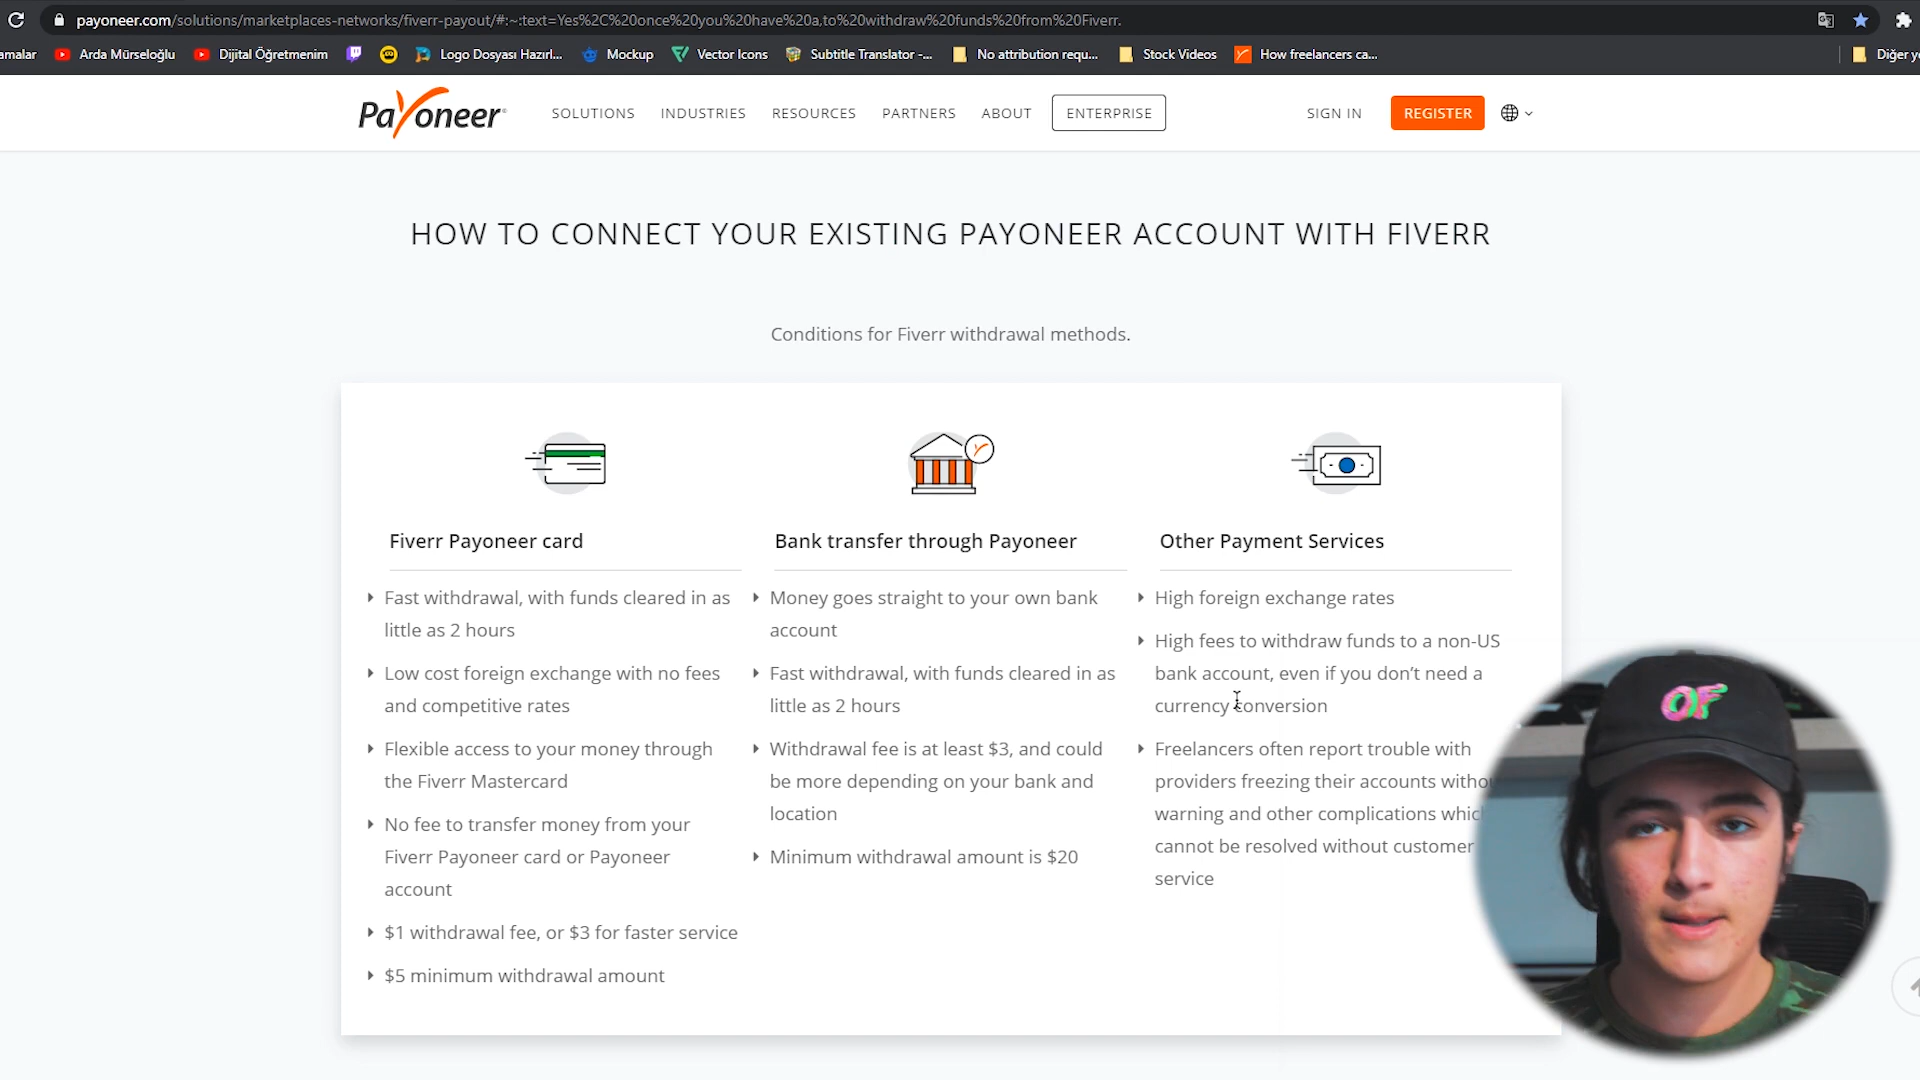 payoneer.com/solutions/marketplaces-networks/fiverr-payout/#:~:text=Yes%2C%20once%20you%20have%20a,to%20withdraw%20funds%20from%20Fiverr.
amalar Arda Mürseloğlu Dijital Öğretmenim Logo Dosyası Hazırl... Mockup Vector Icons Subtitle Translator -... No attribution requ... Stock Videos How freelancers ca... Diğer ye
Payoneer SOLUTIONS INDUSTRIES RESOURCES PARTNERS ABOUT ENTERPRISE SIGN IN REGISTER
HOW TO CONNECT YOUR EXISTING PAYONEER ACCOUNT WITH FIVERR
Conditions for Fiverr withdrawal methods.
Fiverr Payoneer card
Fast withdrawal, with funds cleared in as
little as 2 hours
Low cost foreign exchange with no fees
and competitive rates
Flexible access to your money through
the Fiverr Mastercard
No fee to transfer money from your
Fiverr Payoneer card or Payoneer
account
$1 withdrawal fee, or $3 for faster service
$5 minimum withdrawal amount
Bank transfer through Payoneer
Money goes straight to your own bank
account
Fast withdrawal, with funds cleared in as
little as 2 hours
Withdrawal fee is at least $3, and could
be more depending on your bank and
location
Minimum withdrawal amount is $20
Other Payment Services
High foreign exchange rates
High fees to withdraw funds to a non-US
bank account, even if you don’t need a
currency conversion
Freelancers often report trouble with
providers freezing their accounts withou
warning and other complications whic
cannot be resolved without customer
service
OF